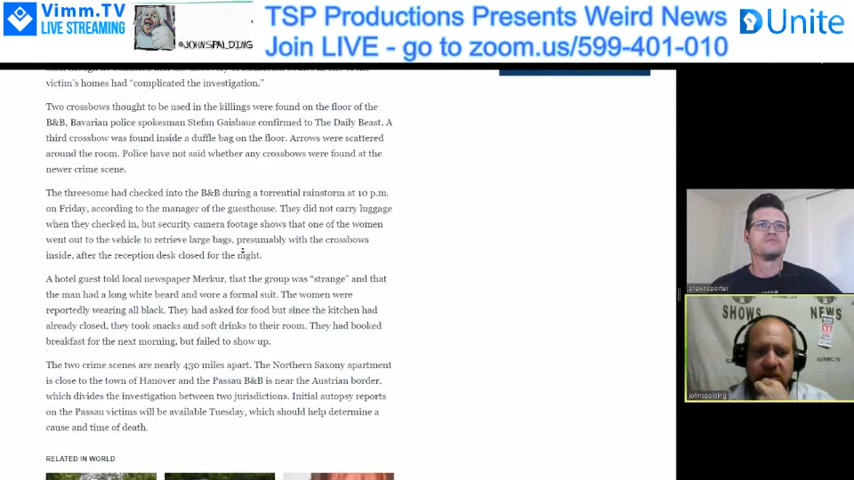 Vimm.TV
LIVE STREAMING
@JOHNSPALDING
TSP Productions Presents Weird News
Join LIVE - go to zoom.us/599-401-010
Unite
victim's homes had "complicated the investigation."
Two crossbows thought to be used in the killings were found on the floor of the
B&B, Bavarian police spokesman Stefan Gaisbaue confirmed to The Daily Beast. A
third crossbow was found inside a duffle bag on the floor. Arrows were scattered
around the room. Police have not said whether any crossbows were found at the
newer crime scene.
The threesome had checked into the B&B during a torrential rainstorm at 10 p.m.
on Friday, according to the manager of the guesthouse. They did not carry luggage
when they checked in, but security camera footage shows that one of the women
went out to the vehicle to retrieve large bags, presumably with the crossbows
inside, after the reception desk closed for the night.
A hotel guest told local newspaper Merkur, that the group was "strange" and that
the man had a long white beard and wore a formal suit. The women were
reportedly wearing all black. They had asked for food but since the kitchen had
already closed, they took snacks and soft drinks to their room. They had booked
breakfast for the next morning, but failed to show up.
The two crime scenes are nearly 430 miles apart. The Northern Saxony apartment
is close to the town of Hanover and the Passau B&B is near the Austrian border,
which divides the investigation between two jurisdictions. Initial autopsy reports
on the Passau victims will be available Tuesday, which should help determine a
cause and time of death.
RELATED IN WORLD
shawnsporter
SHOWS
NEWS
johnspalding